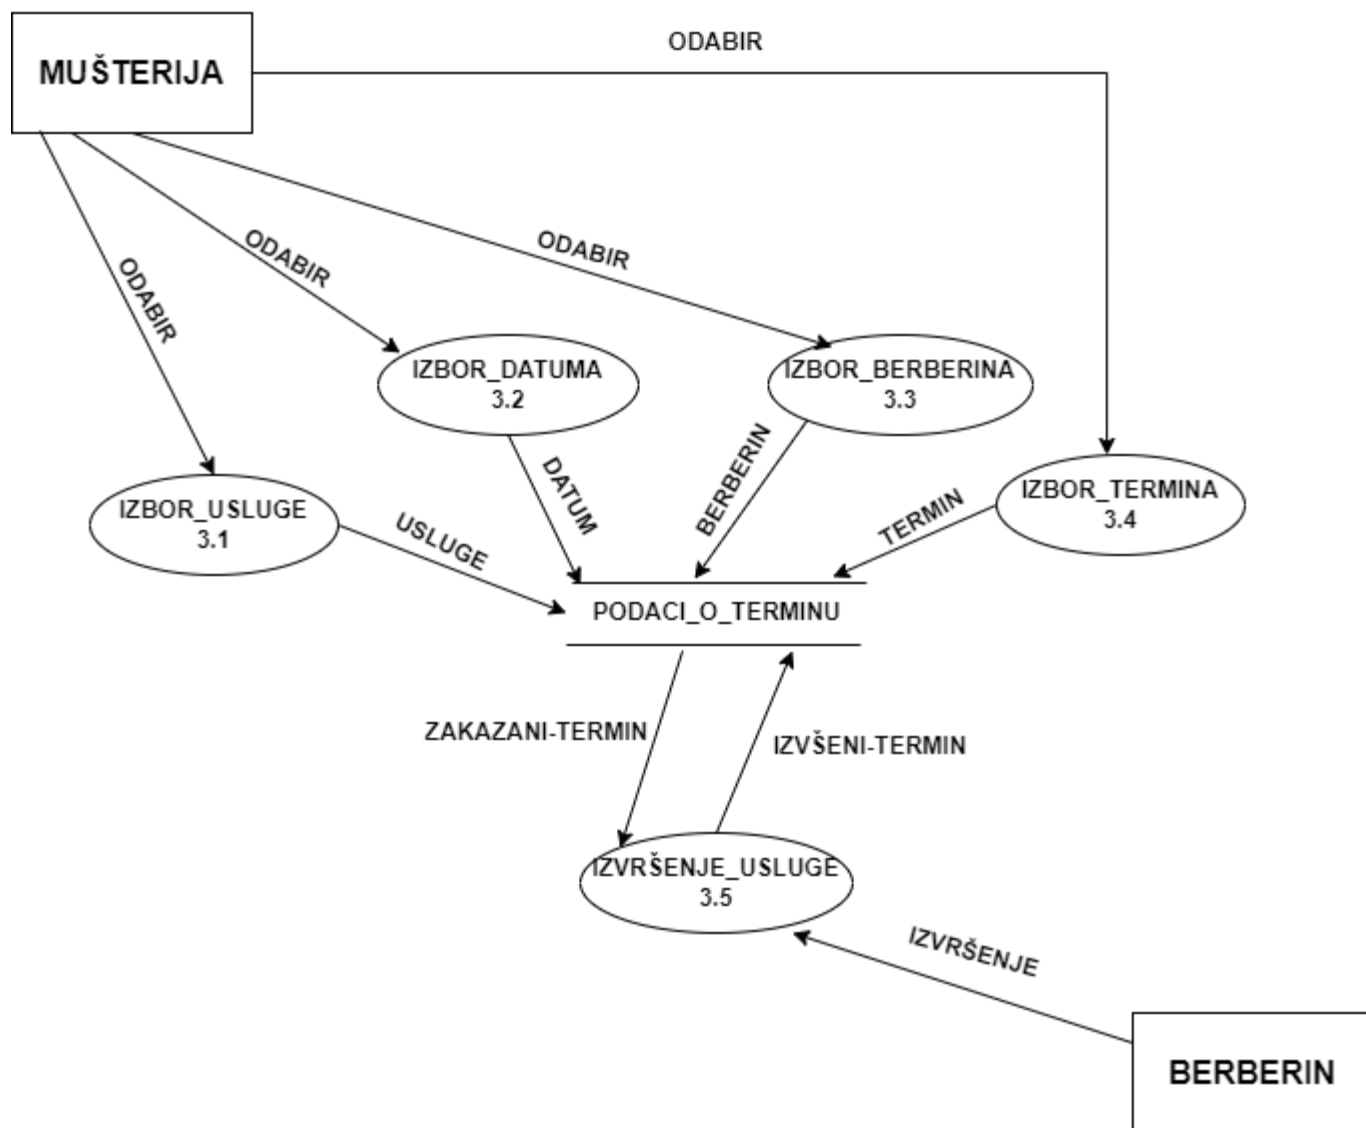 ODABIR
MUŠTERIJA
ODABIR
ODABIR
ODABIR
IZBOR_DATUMA
3.2
IZBOR_BERBERINA
3.3
IZBOR_USLUGE
3.1
IZBOR_TERMINA
3.4
USLUGE
DATUM
BERBERIN
TERMIN
PODACI_O_TERMINU
ZAKAZANI-TERMIN
IZVŠENI-TERMIN
IZVRŠENJE_USLUGE
3.5
IZVRŠENJE
BERBERIN